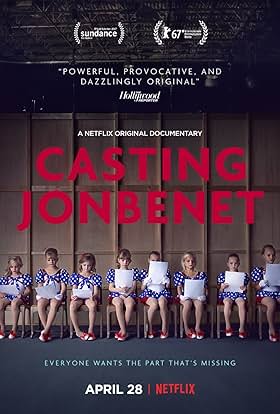 sundance
67
"POWERFUL, PROVOCATIVE, AND
DAZZLINGLY ORIGINAL"
Hollywood
REPORTER
A NETFLIX ORIGINAL DOCUMENTARY
CASTING
JONBENET
EVERYONE WANTS THE PART THAT'S MISSING
APRIL 28 | NETFLIX